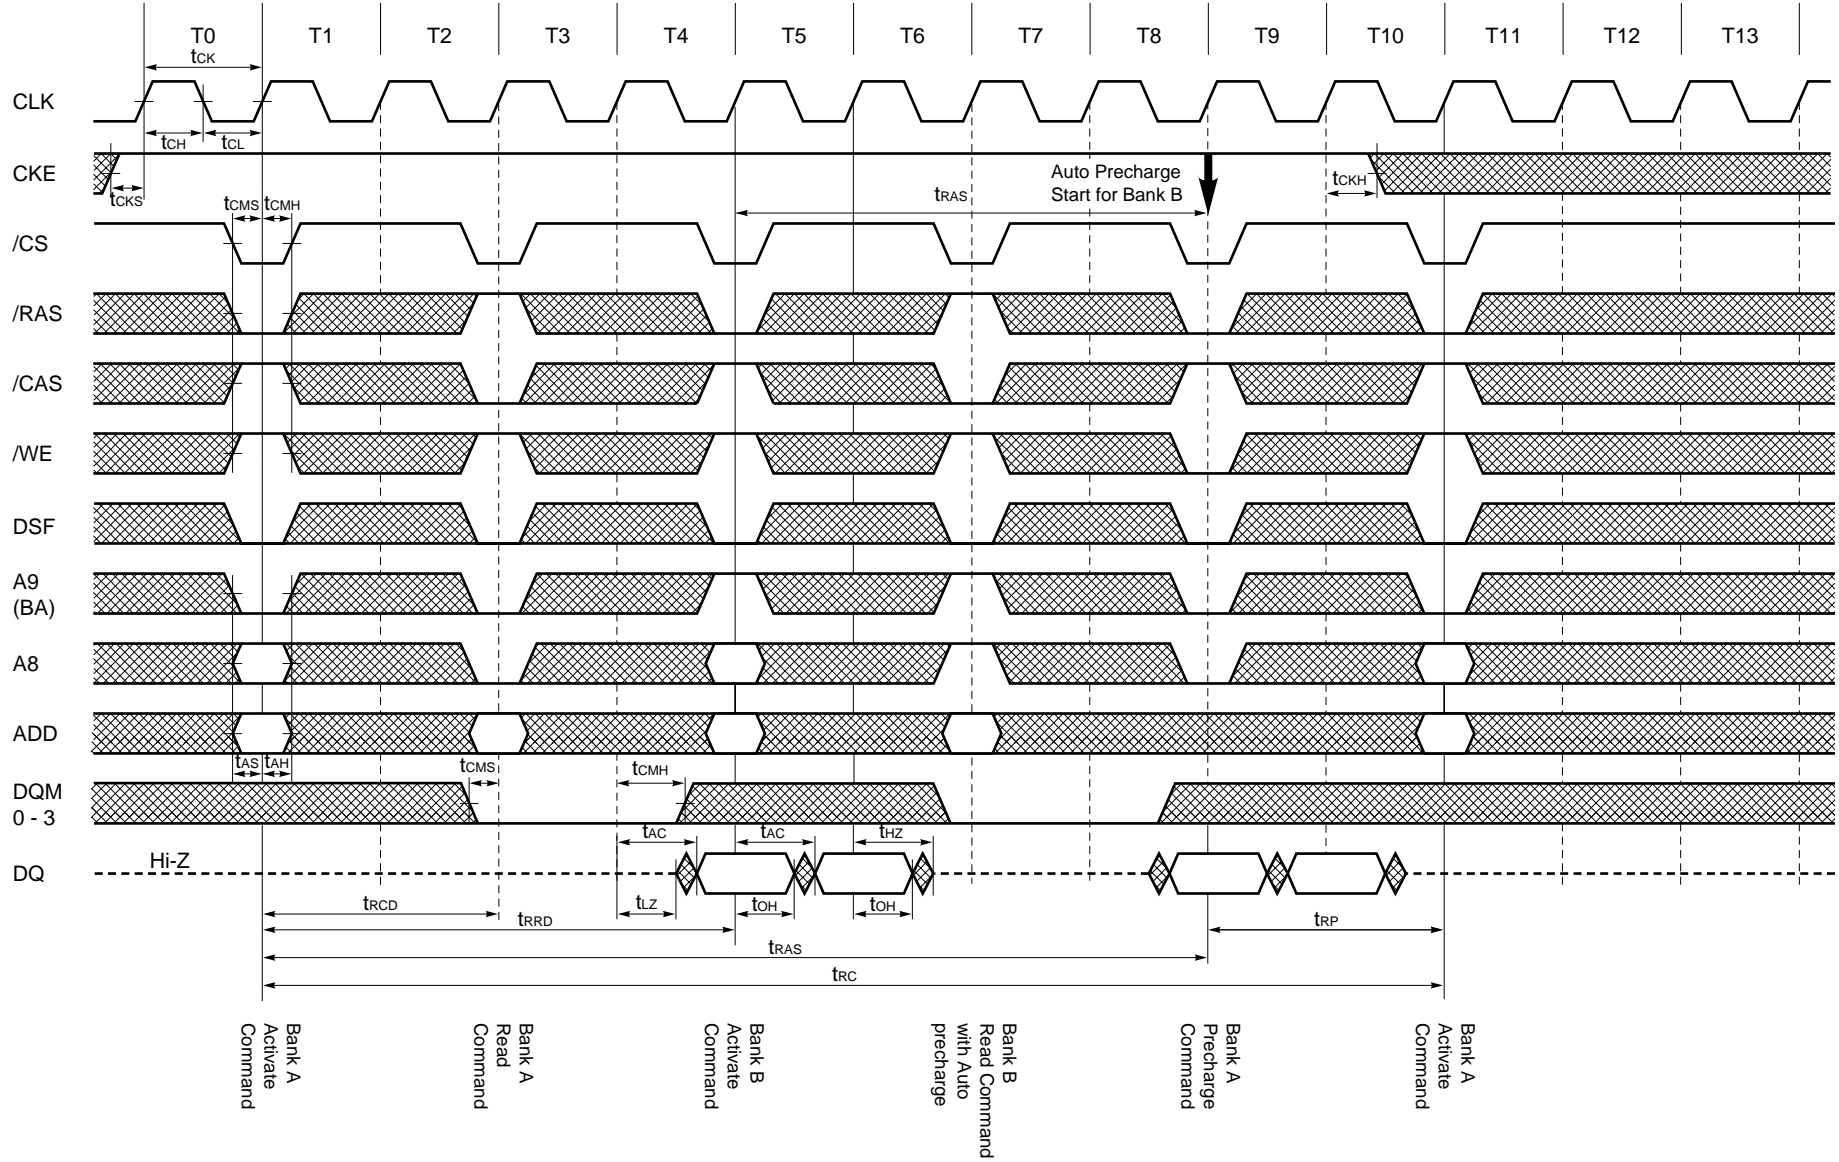 T0 T1 T2 T3 T4 T5 T6 T7 T8 T9 T10 T11 T12 T13
tCK
CLK
tCH tCL
CKE
Auto Precharge
Start for Bank B
tCKS
tCKH
tRAS
tCMS tCMH
/CS
/RAS
/CAS
/WE
DSF
A9
(BA)
A8
ADD
tAS tAH
tCMS
tCMH
DQM
0 - 3
tAC tAC tHZ
Hi-Z
DQ
tLZ tOH tOH
tRCD
tRRD
tRP
tRAS
tRC
Bank A
Activate
Command
Bank A
Read
Command
Bank B
Activate
Command
Bank B
Read Command
with Auto
precharge
Bank A
Precharge
Command
Bank A
Activate
Command